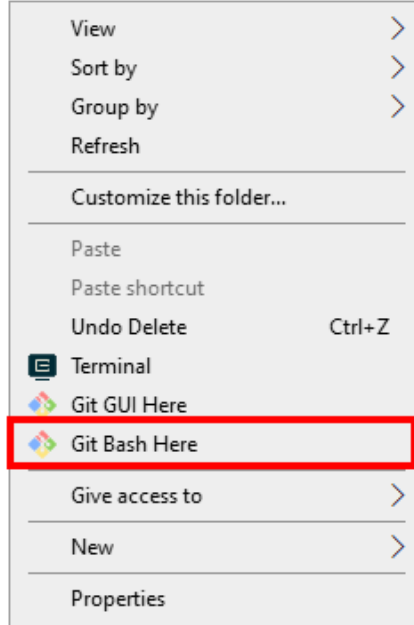 View
Sort by
Group by
Refresh
Customize this folder...
Paste
Paste shortcut
Undo Delete Ctrl+Z
Terminal
Git GUI Here
Git Bash Here
Give access to
New
Properties